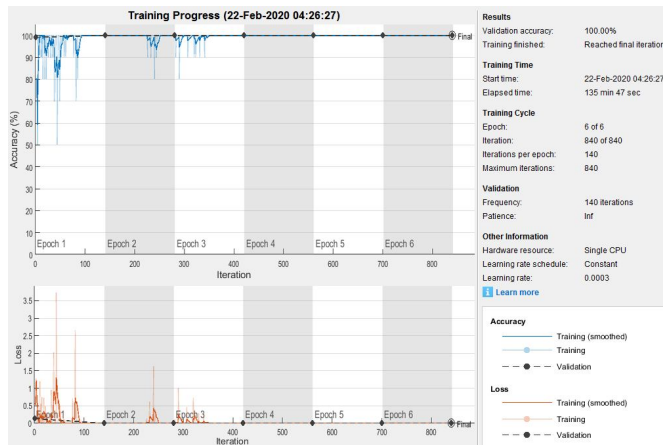 Training Progress (22-Feb-2020 04:26:27)
Accuracy (%)
100
90
80
70
60
50
40
30
20
10
0
Final
Epoch 1 Epoch 2 Epoch 3 Epoch 4 Epoch 5 Epoch 6
0 100 200 300 400 500 600 700 800
Iteration
Loss
3.5
3
2.5
2
1.5
1
0.5
0
Epoch 1 Epoch 2 Epoch 3 Epoch 4 Epoch 5 Epoch 6
Final
0 100 200 300 400 500 600 700 800
Iteration
Results
Validation accuracy: 100.00%
Training finished: Reached final iteration
Training Time
Start time: 22-Feb-2020 04:26:27
Elapsed time: 135 min 47 sec
Training Cycle
Epoch: 6 of 6
Iteration: 840 of 840
Iterations per epoch: 140
Maximum iterations: 840
Validation
Frequency: 140 iterations
Patience: Inf
Other Information
Hardware resource: Single CPU
Learning rate schedule: Constant
Learning rate: 0.0003
i Learn more
Accuracy
Training (smoothed)
Training
Validation
Loss
Training (smoothed)
Training
Validation